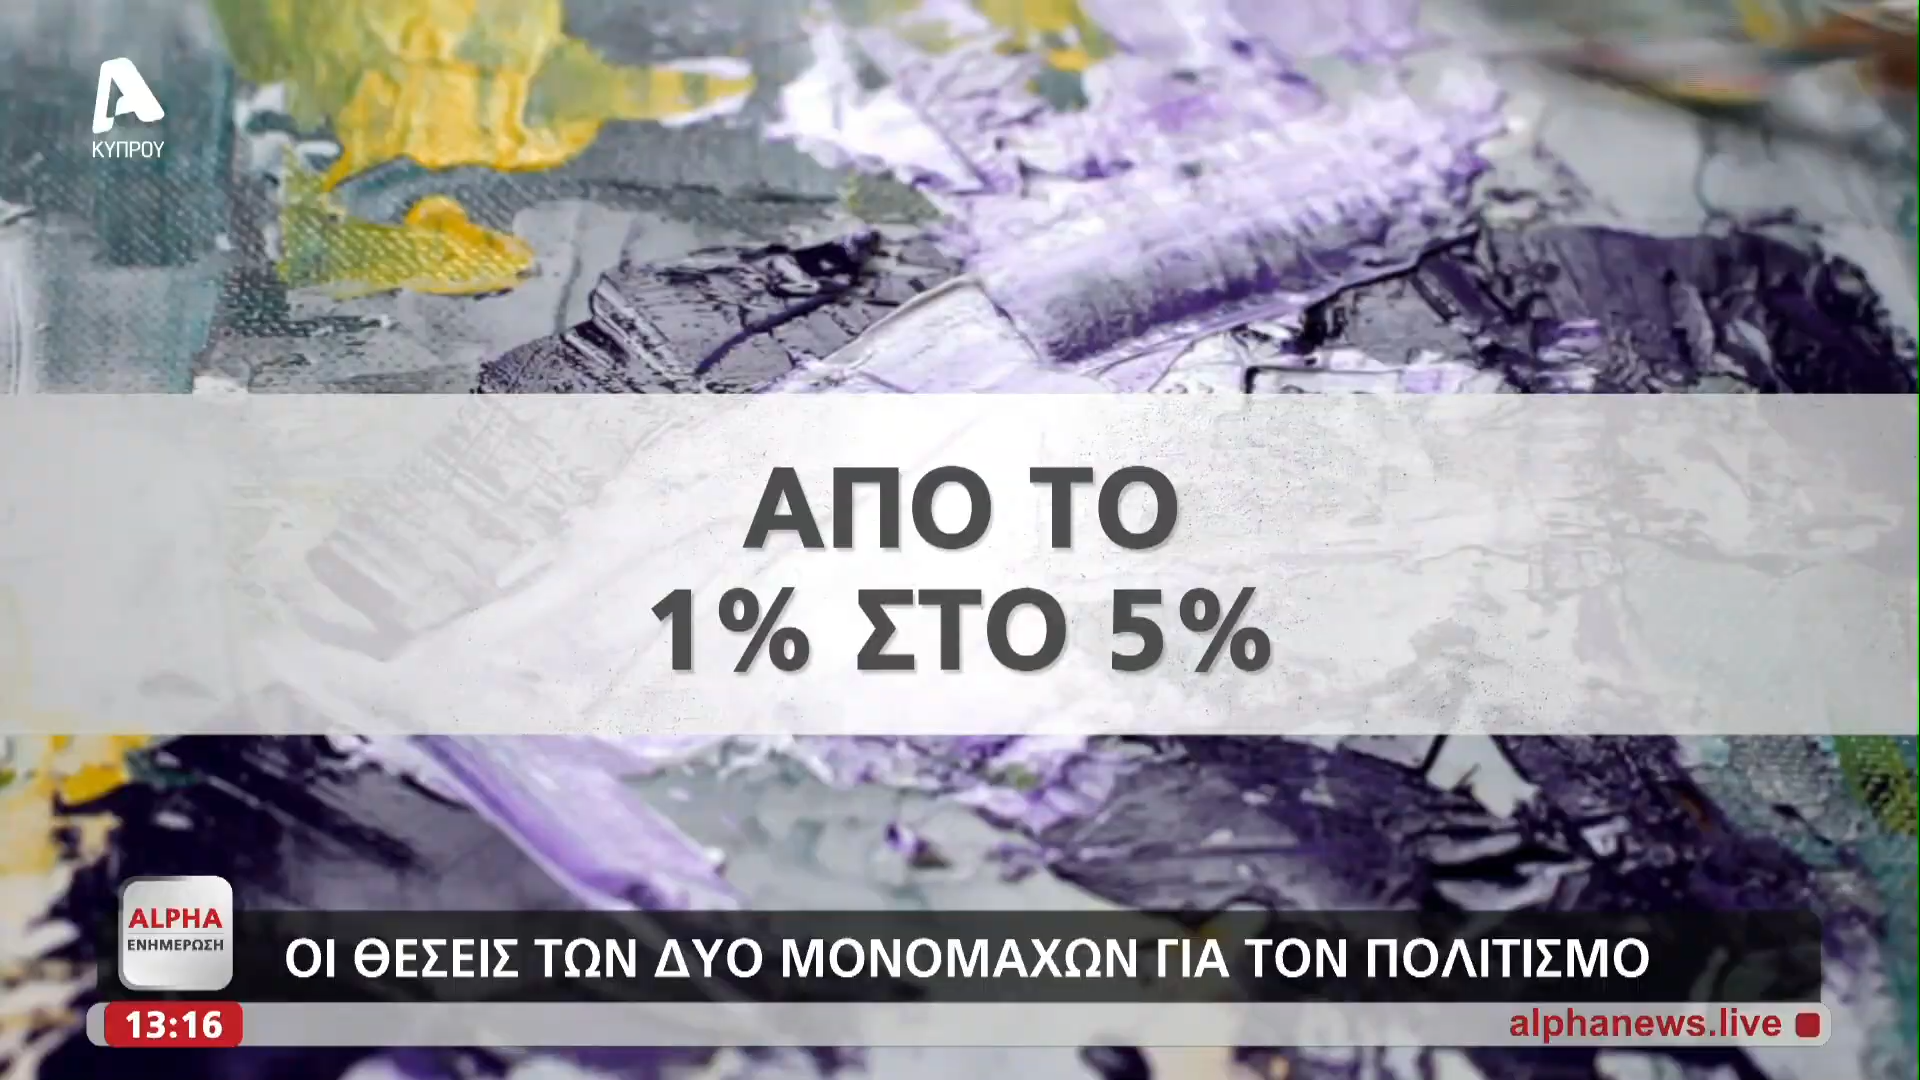 ΚΥΠΡΟΥ
ΑΠΟ ΤΟ
1% ΣΤΟ 5%
ALPHA
ΕΝΗΜΕΡΩΣΗ
ΟΙ ΘΕΣΕΙΣ ΤΩΝ ΔΥΟ ΜΟΝΟΜΑΧΩΝ ΓΙΑ ΤΟΝ ΠΟΛΙΤΙΣΜΟ
13:16
alphanews.live